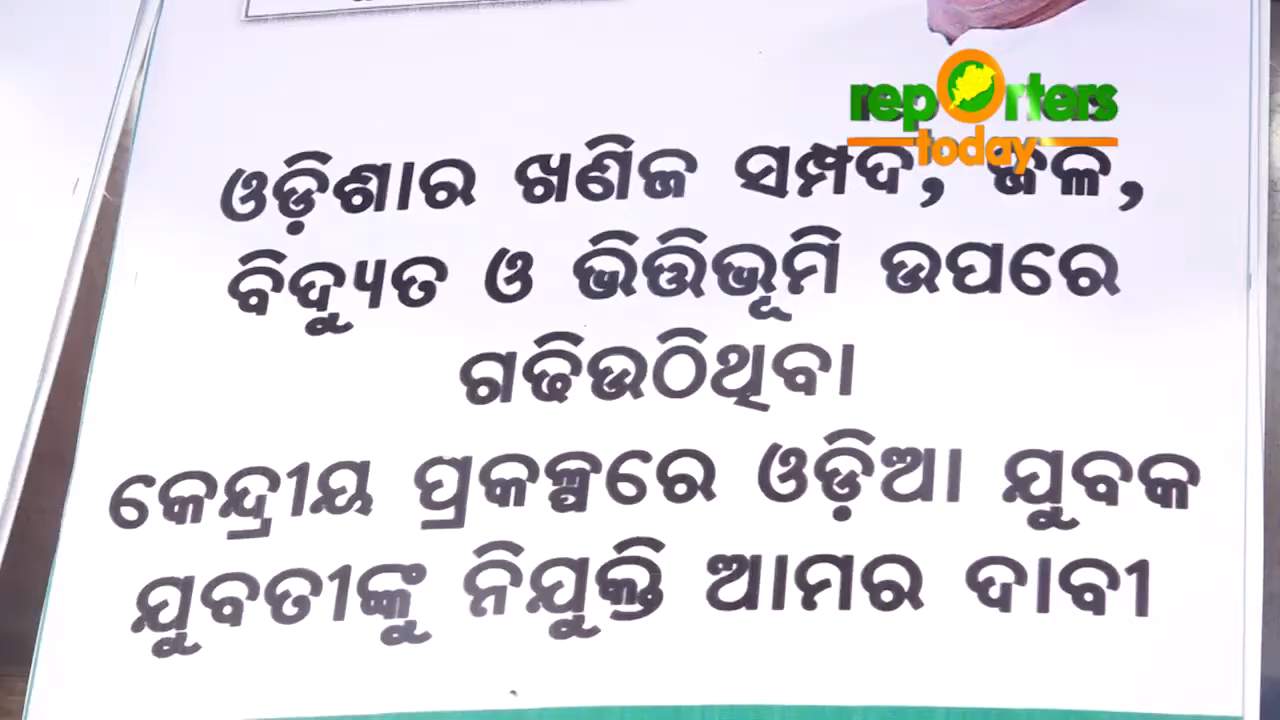 reporters
today
ଓଡ଼ିଶାର ଖଣିଜ ସମ୍ପଦ, ଜଳ,
ବିଦ୍ୟୁତ ଓ ଭିତ୍ତିଭୂମି ଉପରେ
ଗଢିଉଠିଥିବା
କେନ୍ଦ୍ରୀୟ ପ୍ରକଳ୍ପରେ ଓଡ଼ିଆ ଯୁବକ
ଯୁବତୀଙ୍କୁ ନିଯୁକ୍ତି ଆମର ଦାବୀ